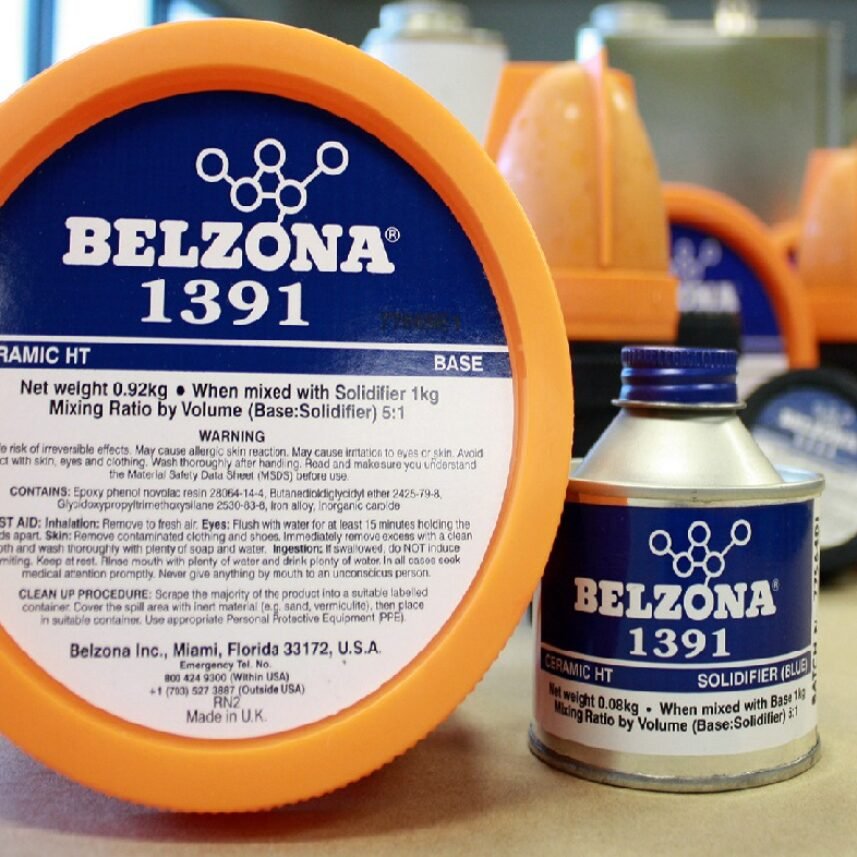 BELZONA®
1391
RAMIC HT BASE
Net weight 0.92kg ● When mixed with Solidifier 1kg
Mixing Ratio by Volume (Base:Solidifier) 5:1
WARNING
e risk of irreversible effects. May cause allergic skin reaction. May cause irritation to eyes or skin. Avoid
ct with skin, eyes and clothing. Wash thoroughly after handling. Read and make sure you understand
the Material Safety Data Sheet (MSDS) before use.
CONTAINS: Epoxy phenol novolac resin 28064-14-4, Butanedioldiglycidyl ether 2425-79-8,
Glycidoxypropyltrimethoxysilane 2530-83-8, Iron alloy, Inorganic carbide
ST AID: Inhalation: Remove to fresh air. Eyes: Flush with water for at least 15 minutes holding the
ds apart. Skin: Remove contaminated clothing and shoes. Immediately remove excess with a clean
oth and wash thoroughly with plenty of soap and water. Ingestion: If swallowed, do NOT induce
miting. Keep at rest. Rinse mouth with plenty of water and drink plenty of water. In all cases seek
medical attention promptly. Never give anything by mouth to an unconscious person.
CLEAN UP PROCEDURE: Scrape the majority of the product into a suitable labelled
container. Cover the spill area with inert material (e.g. sand, vermiculite), then place
in suitable container. Use appropriate Personal Protective Equipment (PPE).
Belzona Inc., Miami, Florida 33172, U.S.A.
Emergency Tel. No.
800 424 9300 (Within USA)
+1 (703) 527 3887 (Outside USA)
RN2
Made in U.K.
BELZONA®
1391
CERAMIC HT SOLIDIFIER (BLUE)
Net weight 0.08kg • When mixed with Base 1kg
Mixing Ratio by Volume (Base:Solidifier) 5:1
BELZONA